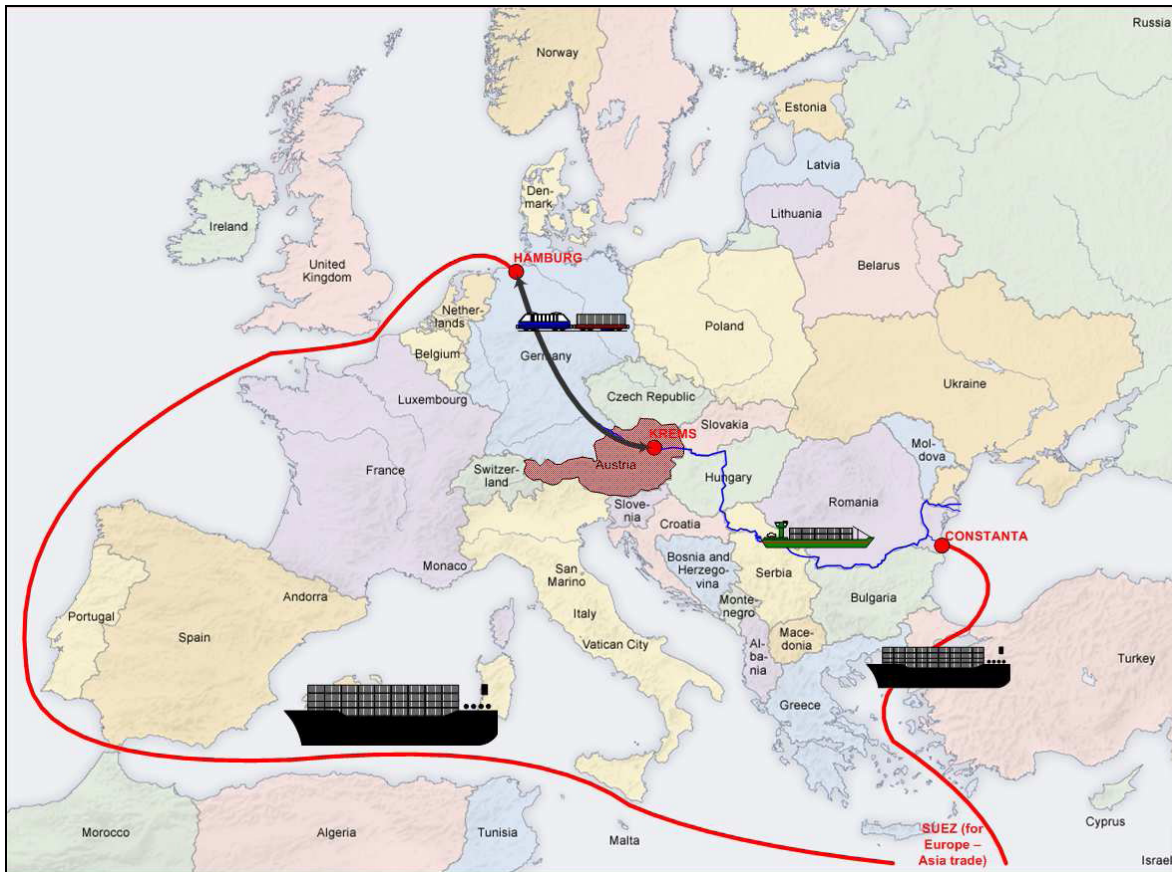 Russia
Norway
Estonia
Latvia
Den-
mark
Lithuania
Ireland
HAMBURG
United
Kingdom
Belarus
Nether-
lands
Poland
Belgium
Germany
Ukraine
Czech Republic
Luxembourg
Slovakia
KREMS
Mol-
dova
Austria
France
Switzer-
land
Hungary
Romania
Slove-
nia
Croatia
CONSTANTA
Bosnia and
Herzego-
vina
Monaco
San
Marino
Serbia
Andorra
Bulgaria
Monte
negro
Portugal
Italy
Spain
Vatican City
Mace-
donia
Al-
ba-
nia
Turkey
Greece
Cyprus
SUEZ (for
Europe –
Asia trade)
Morocco
Algeria
Tunisia
Malta
Israel